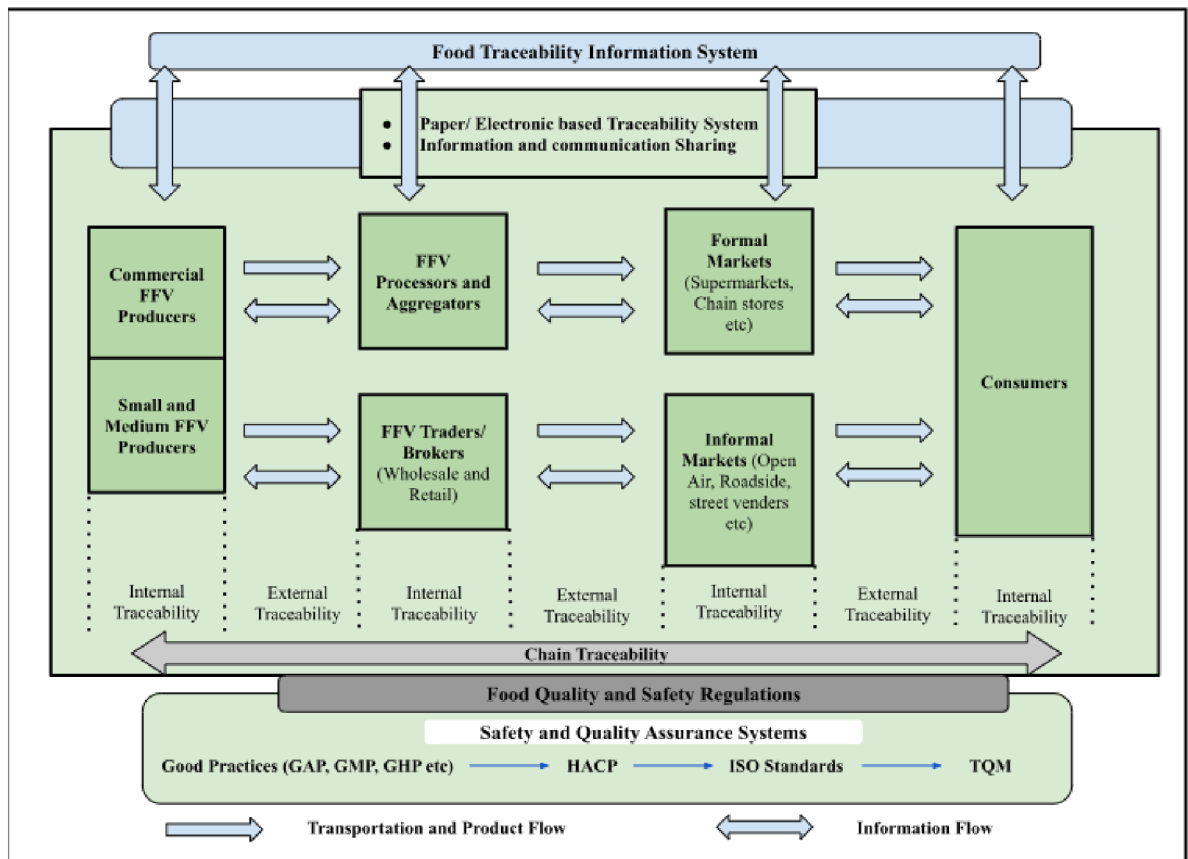 Food Traceability Information System
● Paper/ Electronic based Traceability System
● Information and communication Sharing
Commercial
FFV
Producers
Small and
Medium FFV
Producers
FFV
Processors and
Aggregators
FFV Traders/
Brokers
(Wholesale and
Retail)
Formal
Markets
(Supermarkets,
Chain stores
etc)
Informal
Markets (Open
Air, Roadside,
street venders
etc)
Consumers
Internal
Traceability
External
Traceability
Internal
Traceability
External
Traceability
Internal
Traceability
External
Traceability
Internal
Traceability
Chain Traceability
Food Quality and Safety Regulations
Safety and Quality Assurance Systems
Good Practices (GAP, GMP, GHP etc)
HACP
ISO Standards
TQM
Transportation and Product Flow
Information Flow